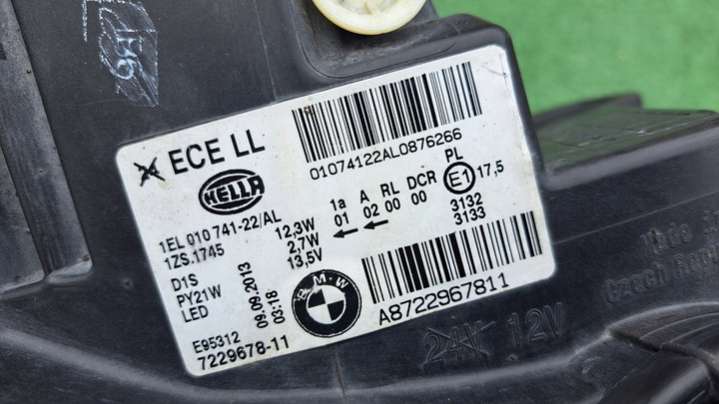 ECE LL
01074122AL0876266
HELLA
1EL 010 741-22/AL
1ZS.1745
12,3W
2,7W
13,5V
1a A RL DCR PL
01 02 00 00 E1 17,5
3132
3133
D1S
PY21W
LED
09.09.2013
03:18
BMW
A8722967811
E95312
7229678-11
24V 12V